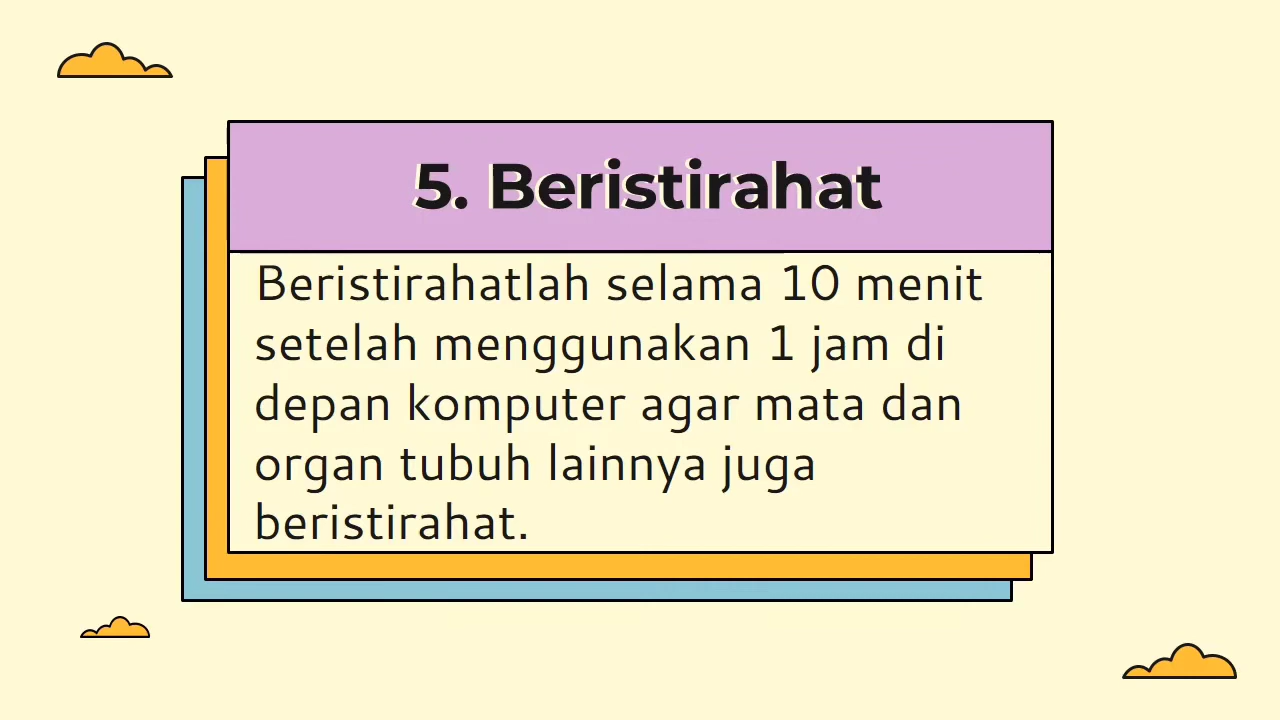 5. Beristirahat
Beristirahatlah selama 10 menit
setelah menggunakan 1 jam di
depan komputer agar mata dan
organ tubuh lainnya juga
beristirahat.